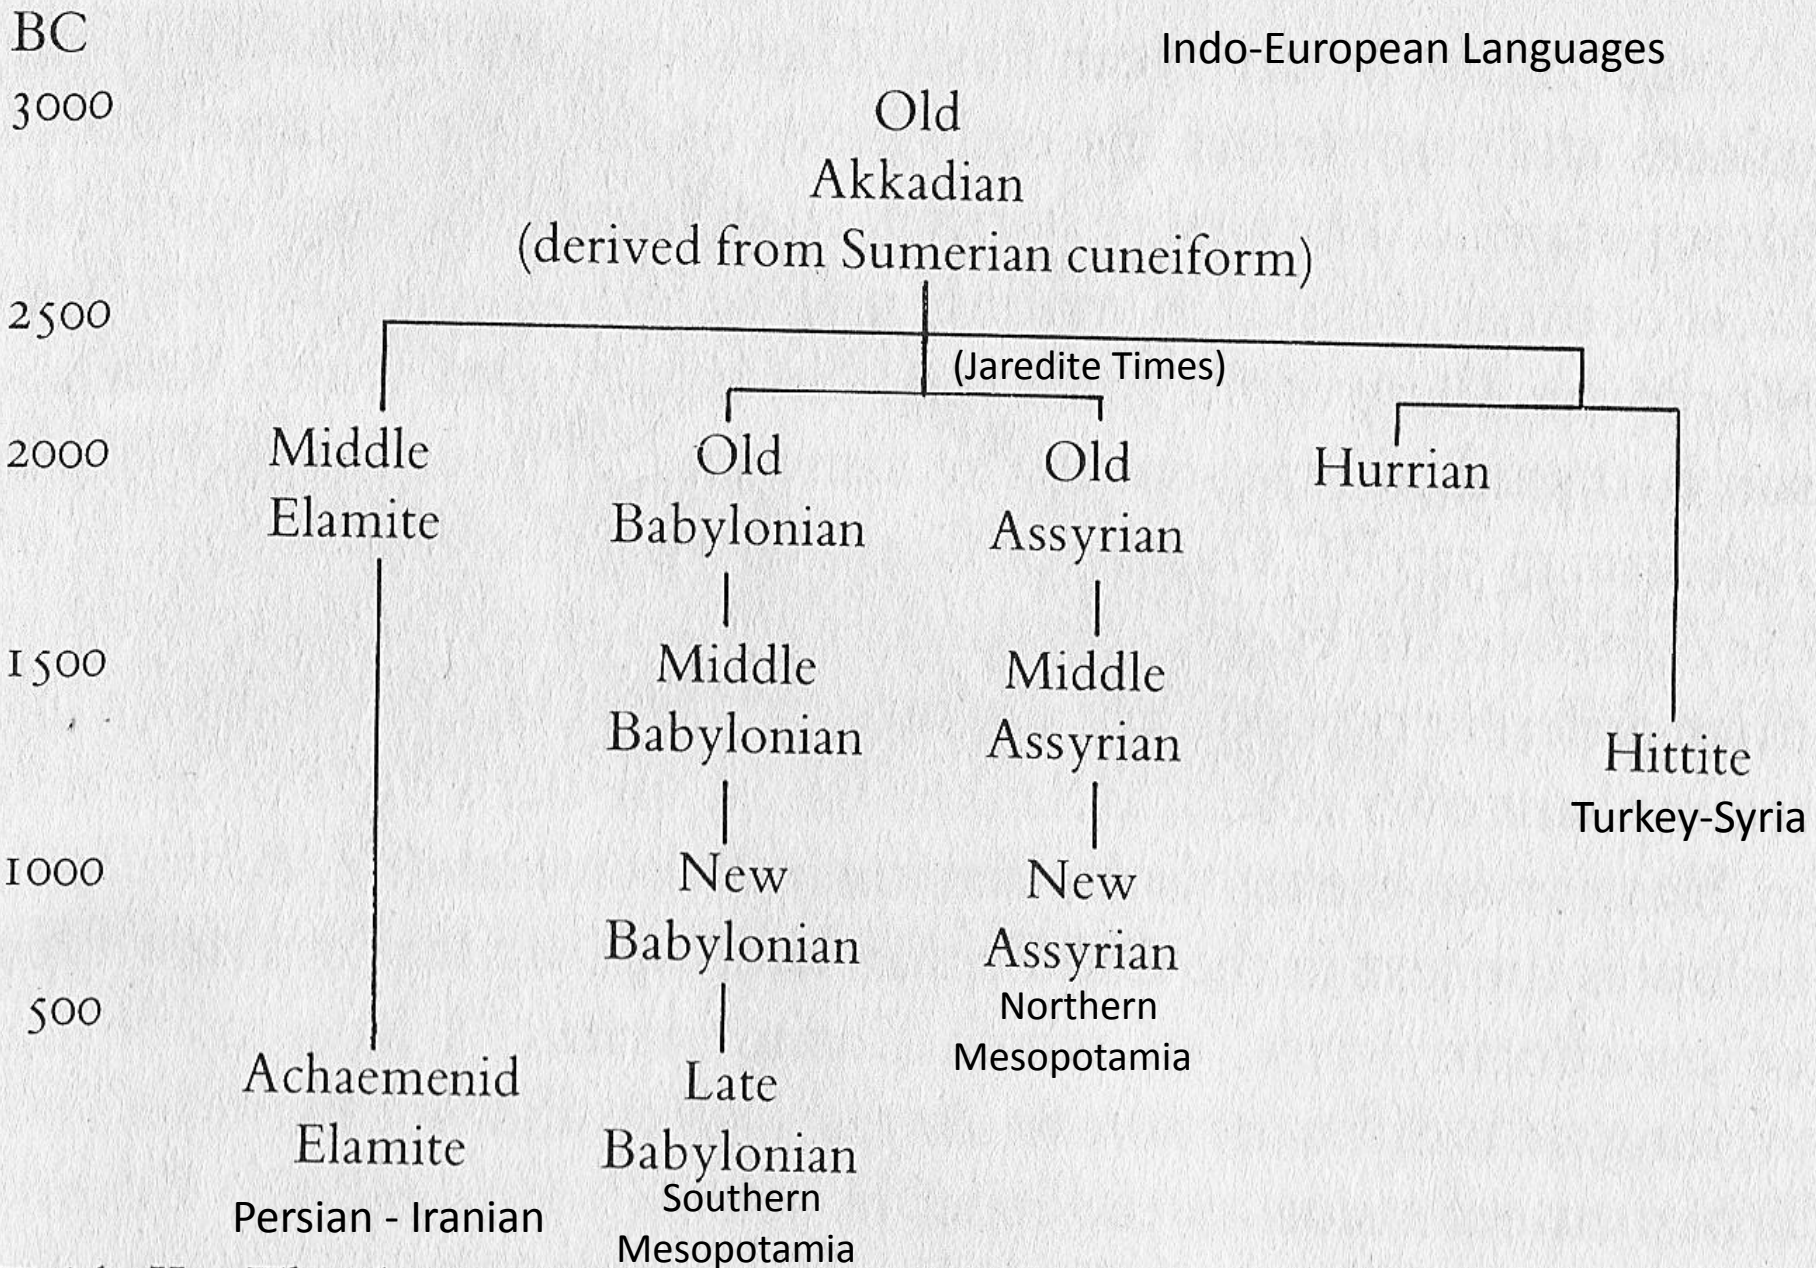 BC
Indo-European Languages
3000
Old
Akkadian
(derived from Sumerian cuneiform)
2500
(Jaredite Times)
2000
Middle
Elamite
Old
Babylonian
Old
Assyrian
Hurrian
1500
Middle
Babylonian
Middle
Assyrian
Hittite
Turkey-Syria
1000
New
Babylonian
New
Assyrian
Northern
Mesopotamia
500
Achaemenid
Elamite
Persian - Iranian
Late
Babylonian
Southern
Mesopotamia